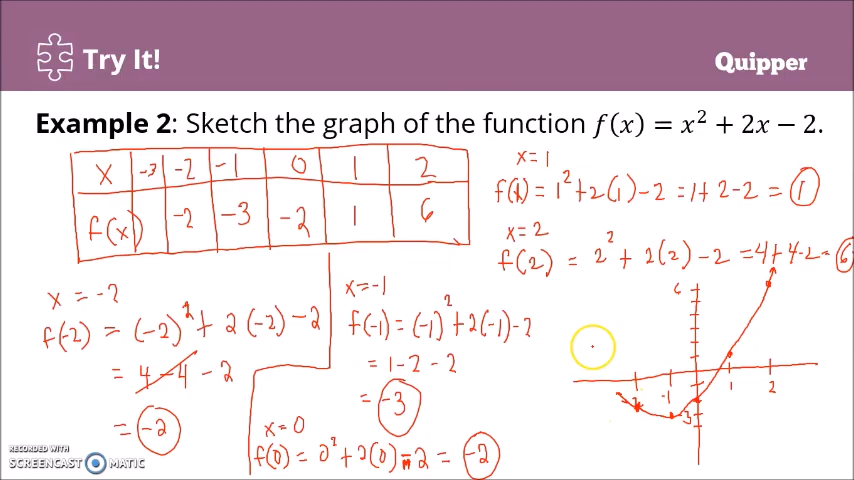 Try It!
Quipper
Example 2: Sketch the graph of the function f(x) = x² + 2x − 2.
x -3 -2 -1 0 1 2
f(x) -2 -3 -2 1 6
x = 1
f(1) = 1² + 2(1) - 2 = 1 + 2 - 2 = 1
x = 2
f(2) = 2² + 2(2) - 2 = 4 + 4 - 2 = 6
x = -2
f(-2) = (-2)² + 2(-2) - 2
= 4 - 4 - 2
= -2
x = -1
f(-1) = (-1)² + 2(-1) - 2
= 1 - 2 - 2
= -3
x = 0
f(0) = 0² + 2(0) - 2 = -2
6
-2 -1 1 2
-3
RECORDED WITH
SCREENCAST MATIC